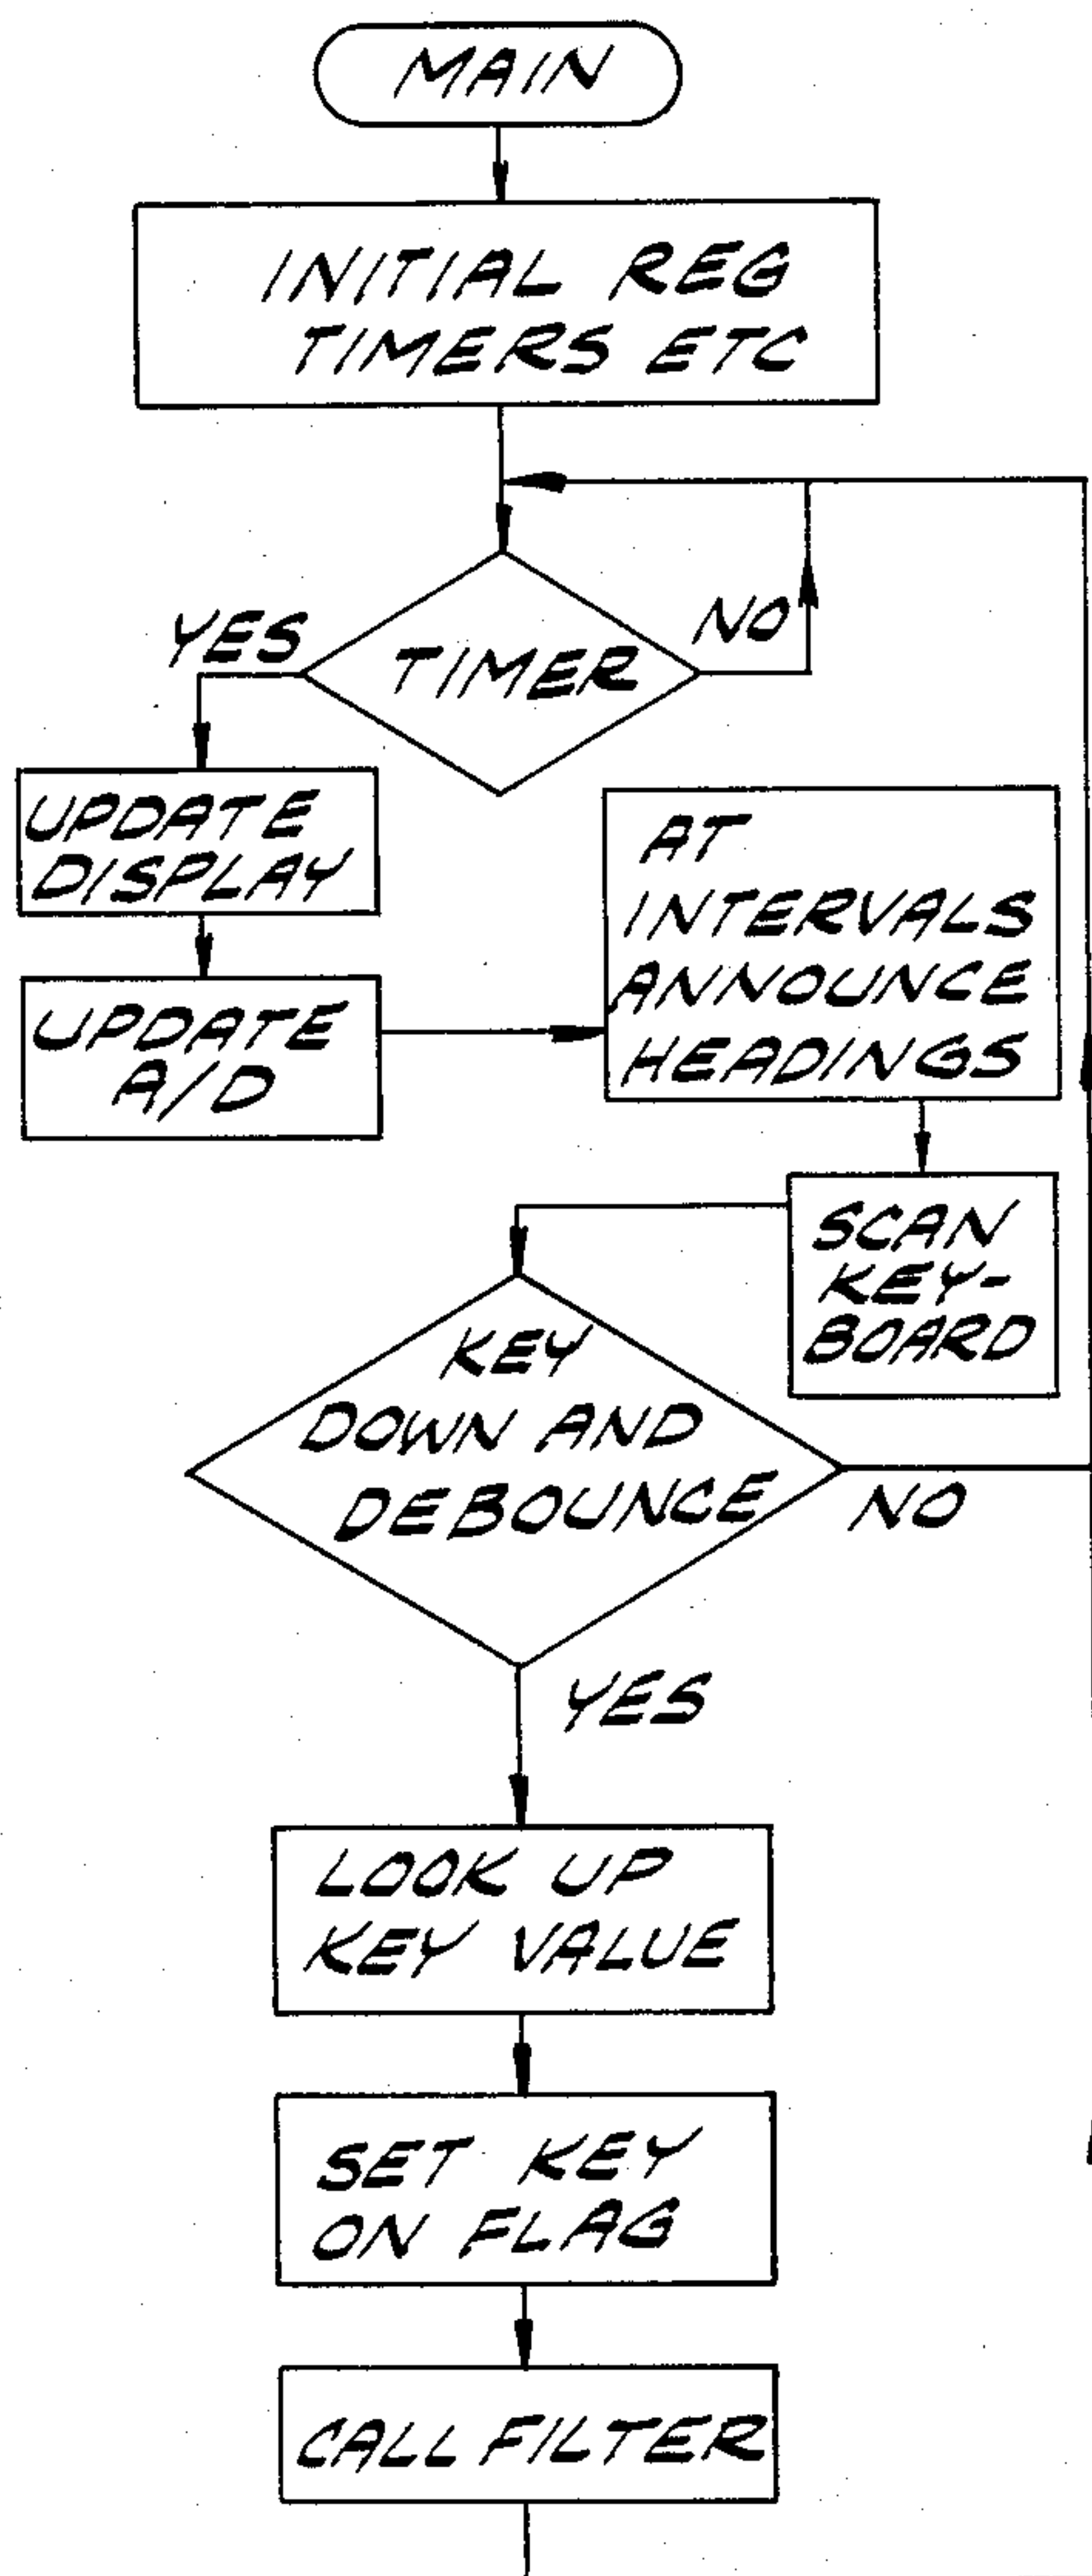 MAIN
INITIAL REG
TIMERS ETC
YES
TIMER
NO
UPDATE
DISPLAY
UPDATE
A/D
AT
INTERVALS
ANNOUNCE
HEADINGS
SCAN
KEY-
BOARD
KEY
DOWN AND
DEBOUNCE
NO
YES
LOOK UP
KEY VALUE
SET KEY
ON FLAG
CALL FILTER